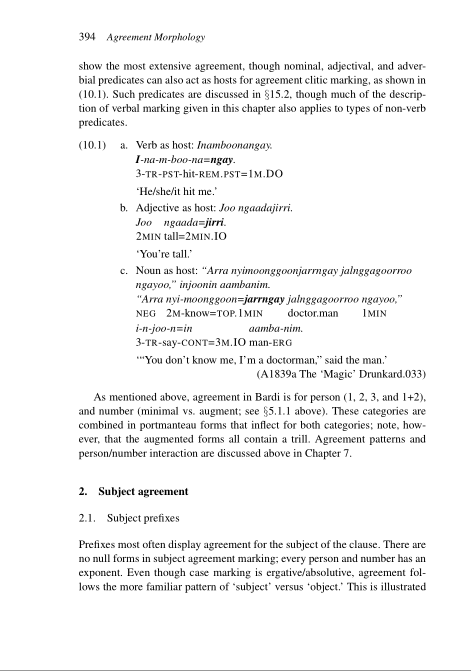 394 Agreement Morphology
show the most extensive agreement, though nominal, adjectival, and adver-
bial predicates can also act as hosts for agreement clitic marking, as shown in
(10.1). Such predicates are discussed in §15.2, though much of the descrip-
tion of verbal marking given in this chapter also applies to types of non-verb
predicates.
(10.1) a. Verb as host: Inamboonangay.
I-na-m-boo-na=ngay.
3-TR-PST-hit-REM.PST=1M.DO
‘He/she/it hit me.’
b. Adjective as host: Joo ngaadajirri.
Joo ngaada=jirri.
2MIN tall=2MIN.IO
‘You're tall.’
c. Noun as host: “Arra nyimoonggoonjarrngay jalnggagoorroo
ngayoo,” injoonin aambanim.
“Arra nyi-moonggoon=jarrngay jalnggagoorroo ngayoo,”
NEG 2M-know=TOP.1MIN doctor.man 1MIN
i-n-joo-n=in aamba-nim.
3-TR-say-CONT=3M.IO man-ERG
‘“You don't know me, I'm a doctorman,” said the man.’
(A1839a The ‘Magic’ Drunkard.033)
As mentioned above, agreement in Bardi is for person (1, 2, 3, and 1+2),
and number (minimal vs. augment; see §5.1.1 above). These categories are
combined in portmanteau forms that inflect for both categories; note, how-
ever, that the augmented forms all contain a trill. Agreement patterns and
person/number interaction are discussed above in Chapter 7.
2. Subject agreement
2.1. Subject prefixes
Prefixes most often display agreement for the subject of the clause. There are
no null forms in subject agreement marking; every person and number has an
exponent. Even though case marking is ergative/absolutive, agreement fol-
lows the more familiar pattern of ‘subject’ versus ‘object.’ This is illustrated